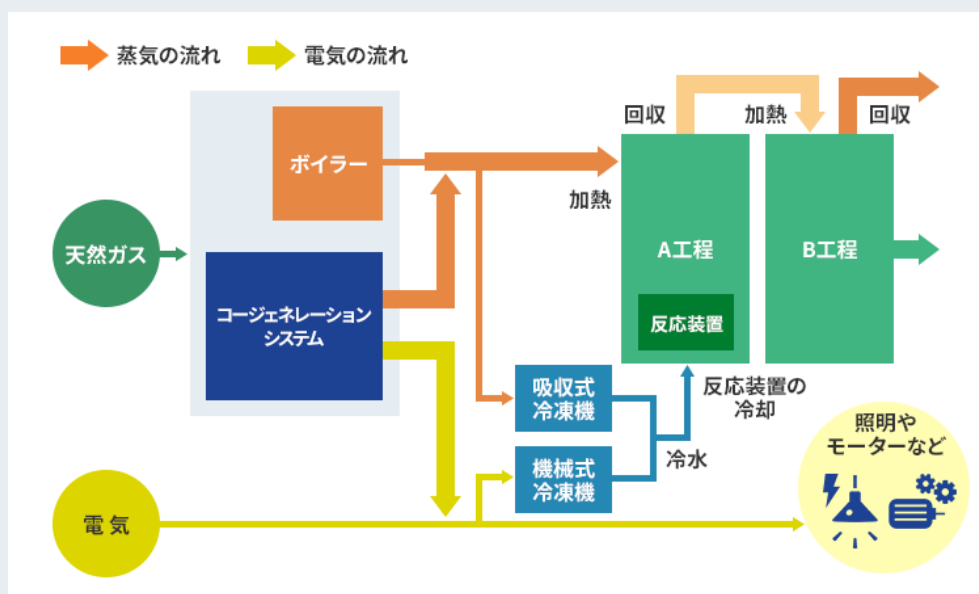 蒸気の流れ
電気の流れ
回収
加熱
回収
ボイラー
加熱
天然ガス
A工程
B工程
コージェネレーション
システム
反応装置
吸収式
冷凍機
反応装置の
冷却
照明や
モーターなど
冷水
機械式
冷凍機
電気